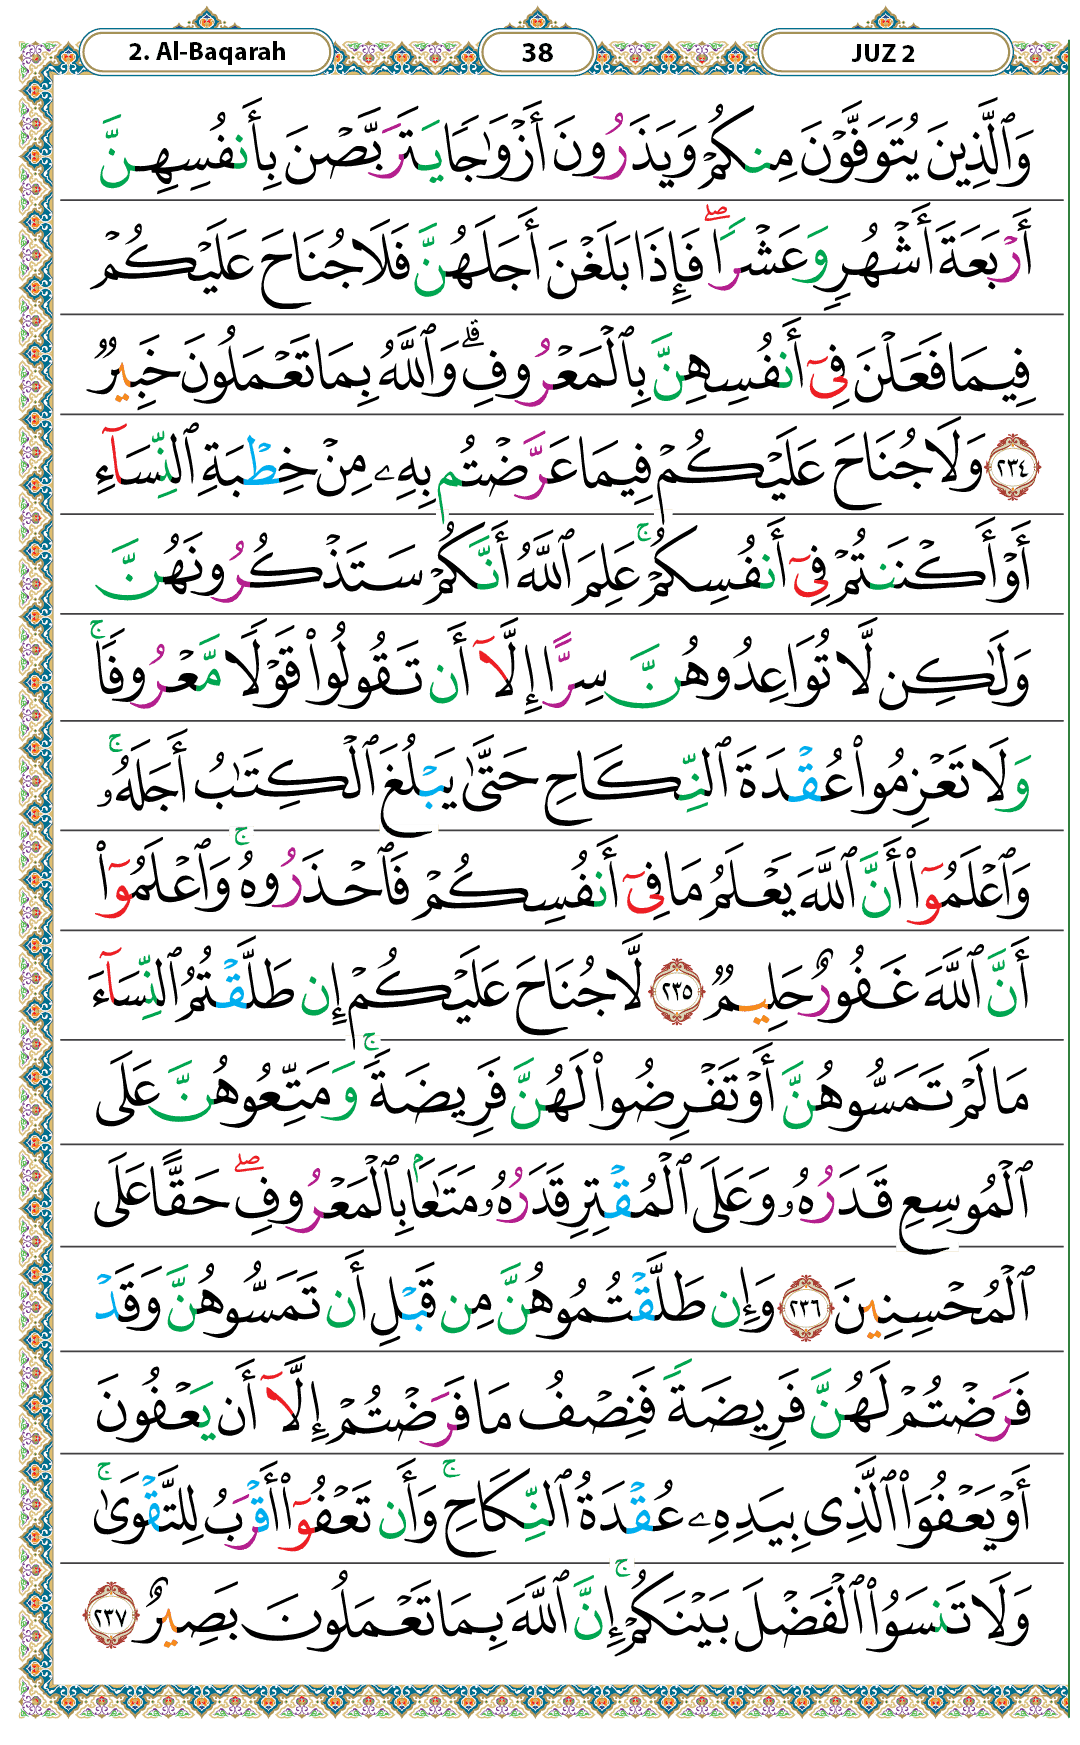 2. Al-Baqarah 38 JUZ 2
وَٱلَّذِينَ يُتَوَفَّوْنَ مِنكُمْ وَيَذَرُونَ أَزْوَٰجًا يَتَرَبَّصْنَ بِأَنفُسِهِنَّ
أَرْبَعَةَ أَشْهُرٍ وَعَشْرًا ۖ فَإِذَا بَلَغْنَ أَجَلَهُنَّ فَلَا جُنَاحَ عَلَيْكُمْ
فِيمَا فَعَلْنَ فِىٓ أَنفُسِهِنَّ بِٱلْمَعْرُوفِ ۗ وَٱللَّهُ بِمَا تَعْمَلُونَ خَبِيرٌ
٢٣٤ وَلَا جُنَاحَ عَلَيْكُمْ فِيمَا عَرَّضْتُم بِهِۦ مِنْ خِطْبَةِ ٱلنِّسَآءِ
أَوْ أَكْنَنتُمْ فِىٓ أَنفُسِكُمْ ۚ عَلِمَ ٱللَّهُ أَنَّكُمْ سَتَذْكُرُونَهُنَّ
وَلَٰكِن لَّا تُوَاعِدُوهُنَّ سِرًّا إِلَّآ أَن تَقُولُوا۟ قَوْلًا مَّعْرُوفًا ۚ
وَلَا تَعْزِمُوا۟ عُقْدَةَ ٱلنِّكَاحِ حَتَّىٰ يَبْلُغَ ٱلْكِتَٰبُ أَجَلَهُۥ ۚ
وَٱعْلَمُوٓا۟ أَنَّ ٱللَّهَ يَعْلَمُ مَا فِىٓ أَنفُسِكُمْ فَٱحْذَرُوهُ ۚ وَٱعْلَمُوٓا۟
أَنَّ ٱللَّهَ غَفُورٌ حَلِيمٌ ٢٣٥ لَّا جُنَاحَ عَلَيْكُمْ إِن طَلَّقْتُمُ ٱلنِّسَآءَ
مَا لَمْ تَمَسُّوهُنَّ أَوْ تَفْرِضُوا۟ لَهُنَّ فَرِيضَةً ۚ وَمَتِّعُوهُنَّ عَلَى
ٱلْمُوسِعِ قَدَرُهُۥ وَعَلَى ٱلْمُقْتِرِ قَدَرُهُۥ مَتَٰعًۢا بِٱلْمَعْرُوفِ ۖ حَقًّا عَلَى
ٱلْمُحْسِنِينَ ٢٣٦ وَإِن طَلَّقْتُمُوهُنَّ مِن قَبْلِ أَن تَمَسُّوهُنَّ وَقَدْ
فَرَضْتُمْ لَهُنَّ فَرِيضَةً فَنِصْفُ مَا فَرَضْتُمْ إِلَّآ أَن يَعْفُونَ
أَوْ يَعْفُوَا۟ ٱلَّذِى بِيَدِهِۦ عُقْدَةُ ٱلنِّكَاحِ ۚ وَأَن تَعْفُوٓا۟ أَقْرَبُ لِلتَّقْوَىٰ ۚ
وَلَا تَنسَوُا۟ ٱلْفَضْلَ بَيْنَكُمْ ۚ إِنَّ ٱللَّهَ بِمَا تَعْمَلُونَ بَصِيرٌ ٢٣٧